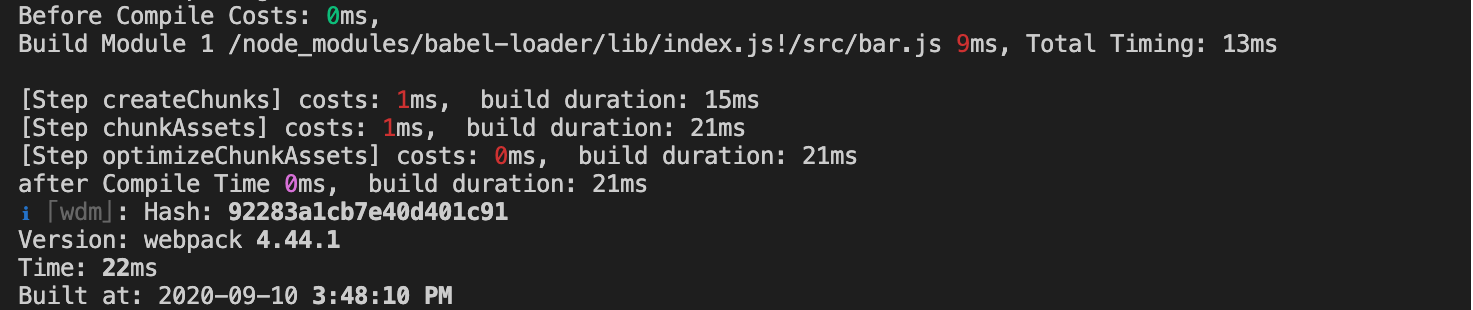 Before Compile Costs: 0ms,
Build Module 1 /node_modules/babel-loader/lib/index.js!/src/bar.js 9ms, Total Timing: 13ms
[Step createChunks] costs: 1ms,  build duration: 15ms
[Step chunkAssets] costs: 1ms,  build duration: 21ms
[Step optimizeChunkAssets] costs: 0ms,  build duration: 21ms
after Compile Time 0ms,  build duration: 21ms
ℹ ｢wdm｣: Hash: 92283a1cb7e40d401c91
Version: webpack 4.44.1
Time: 22ms
Built at: 2020-09-10 3:48:10 PM